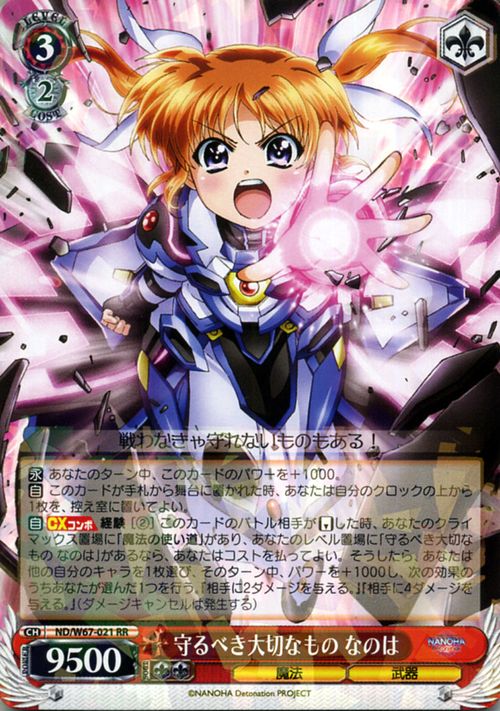 LEVEL
3
2
COST
戦わなきゃ守れないものもある！
永 あなたのターン中、このカードのパワーを＋1000。
自 このカードが手札から舞台に置かれた時、あなたは自分のクロックの上から
1枚を、控え室に置いてよい。
自 CXコンボ 経験 [②] このカードのバトル相手が した時、あなたのクライ
マックス置場に「魔法の使い道」があり、あなたのレベル置場に「守るべき大切な
もの なのは」があるなら、あなたはコストを払ってよい。そうしたら、あなたは
他の自分のキャラを1枚選び、そのターン中、パワーを＋1000し、次の効果の
うちあなたが選んだ1つを行う。「相手に2ダメージを与える。」「相手に4ダメージを与
える。」（ダメージキャンセルは発生する）
CH ND/W67-021 RR
守るべき大切なもの なのは
NANOHA
POWER
9500
SOUL
魔法
武器
©NANOHA Detonation PROJECT